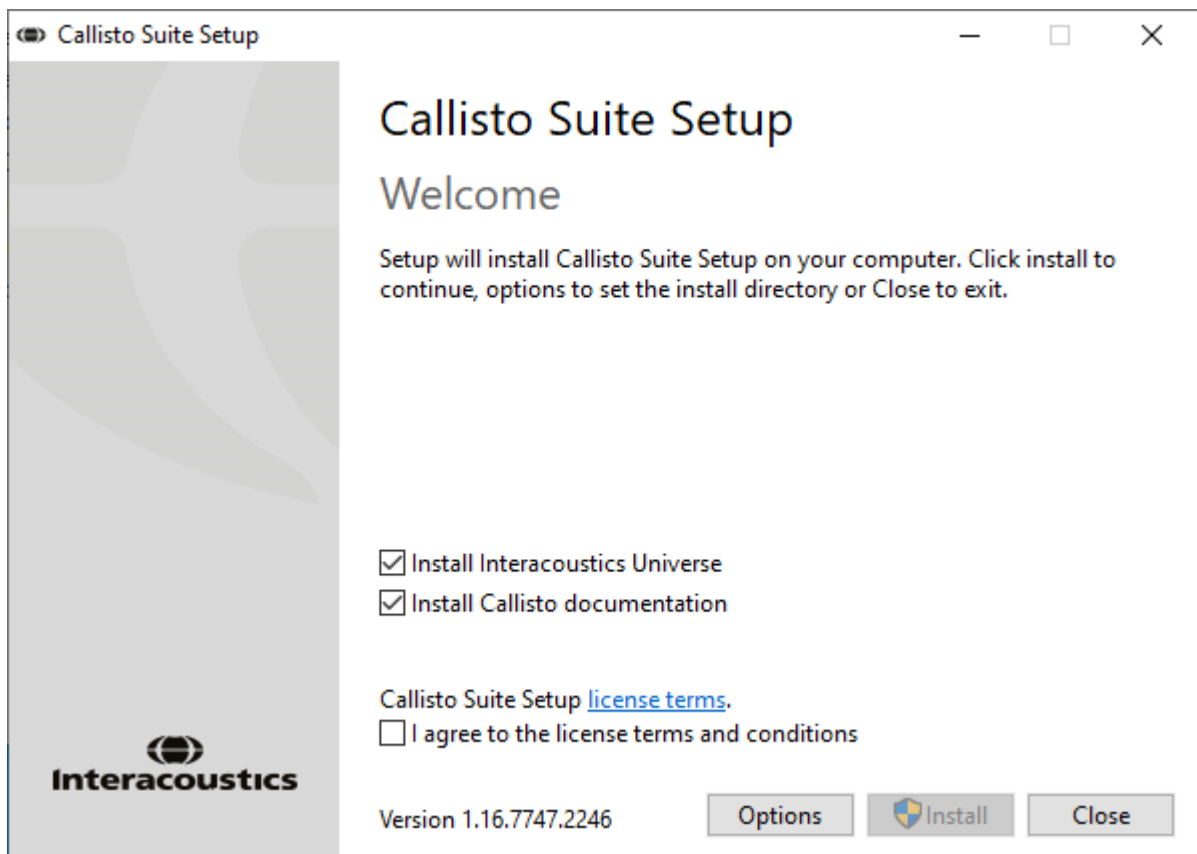 Callisto Suite Setup
Callisto Suite Setup
Welcome
Setup will install Callisto Suite Setup on your computer. Click install to
continue, options to set the install directory or Close to exit.
Install Interacoustics Universe
Install Callisto documentation
Callisto Suite Setup license terms.
I agree to the license terms and conditions
Interacoustics
Version 1.16.7747.2246
Options
Install
Close